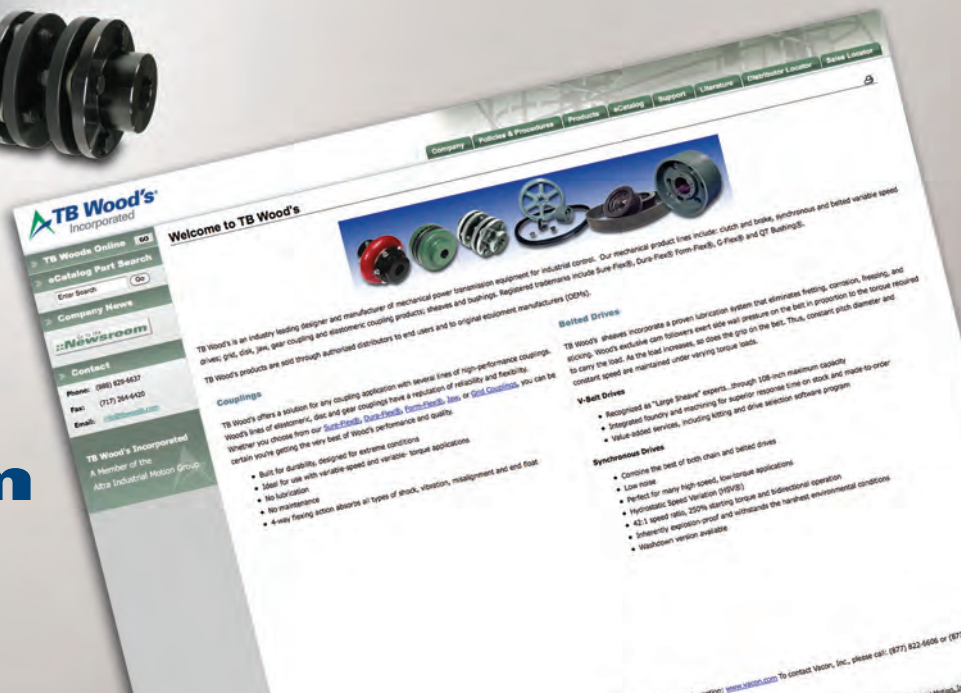 Company
Policies & Procedures
Products
eCatalog
Support
Literature
Distributor Locator
Sales Locator
TB Wood's
Incorporated
TB Woods Online GO
eCatalog Part Search
Enter Search Go
Company News
Go to the
::Newsroom
Contact
Phone: (986) 829-6637
Fax: (717) 264-6420
Email:
TB Wood's Incorporated
A Member of the
Altra Industrial Motion Group
m
Welcome to TB Wood's
TB Wood's is an industry leading designer and manufacturer of mechanical power transmission equipment for industrial control. Our mechanical product lines include: clutch and brake, synchronous and belted variable speed
drives; grid, disk, jaw, gear coupling and elastomeric coupling products; sheaves and bushings. Registered trademarks include Sure-Flex®, Dura-Flex® Form-Flex®, G-Flex® and QT Bushing®.
TB Wood's products are sold through authorized distributors to end users and to original equipment manufacturers (OEMs).
Couplings
TB Wood's offers a solution for any coupling application with several lines of high-performance couplings.
Wood's lines of elastomeric, disc and gear couplings have a reputation of reliability and flexibility.
Whether you choose from our Sure-Flex®, Dura-Flex®, Form-Flex®, Jaw, or Grid Couplings, you can be
certain you're getting the very best of Wood's performance and quality.
• Built for durability, designed for extreme conditions
• Ideal for use with variable-speed and variable- torque applications
• No lubrication
• No maintenance
• 4-way flexing action absorbs all types of shock, vibration, misalignment and end float
Belted Drives
TB Wood's sheaves incorporate a proven lubrication system that eliminates fretting, corrosion, freezing, and
sticking. Wood's exclusive cam followers exert side wall pressure on the belt in proportion to the torque required
to carry the load. As the load increases, so does the grip on the belt. Thus, constant pitch diameter and
constant speed are maintained under varying torque loads.
V-Belt Drives
• Recognized as "Large Sheave" experts...through 108-inch maximum capacity
• Integrated foundry and machining for superior response time on stock and made-to-order
• Value-added services, including kitting and drive selection software program
Synchronous Drives
• Combine the best of both chain and belted drives
• Low noise
• Perfect for many high-speed, low-torque applications
• Hydrostatic Speed Variation (HSV®)
• 42:1 speed ratio, 250% starting torque and bidirectional operation
• Inherently explosion-proof and withstands the harshest environmental conditions
• Washdown version available
www.vacon.com To contact Vacon, Inc., please call: (877) 822-6606 or (877